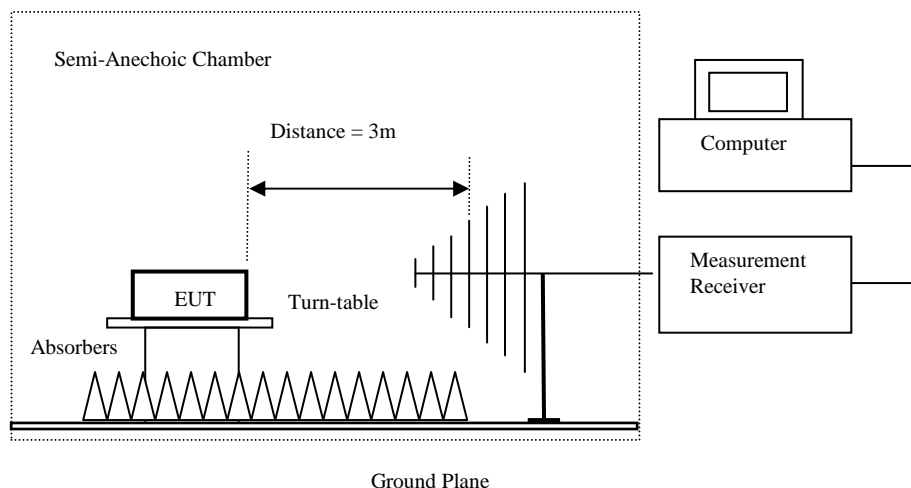 Semi-Anechoic Chamber
Distance = 3m
Computer
Measurement
Receiver
EUT
Turn-table
Absorbers
Ground Plane